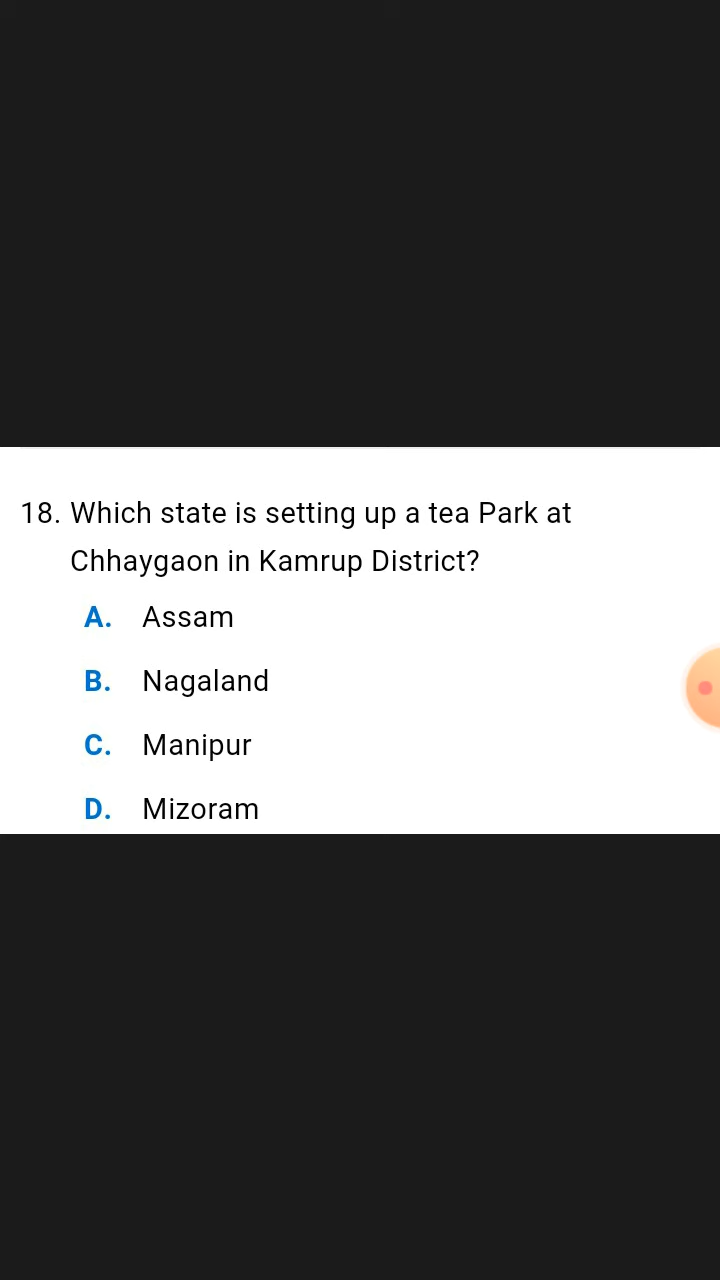 18. Which state is setting up a tea Park at
Chhaygaon in Kamrup District?
A. Assam
B. Nagaland
C. Manipur
D. Mizoram